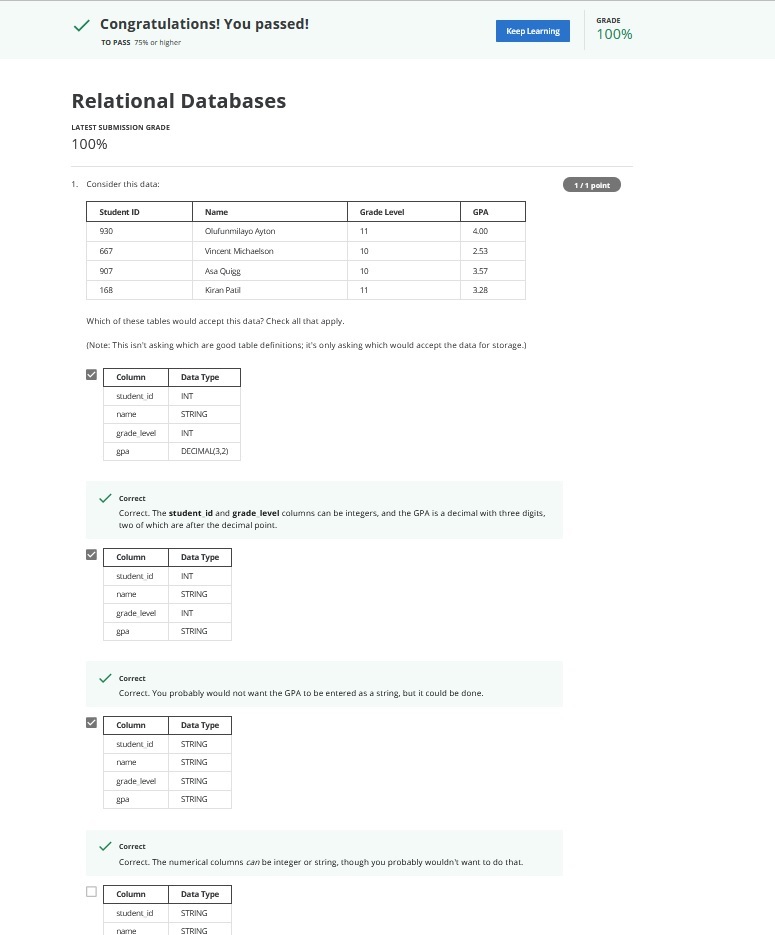 Congratulations! You passed!
TO PASS 75% or higher
Keep Learning
GRADE
100%
Relational Databases
LATEST SUBMISSION GRADE
100%
1. Consider this data:
1 / 1 point
Student ID Name Grade Level GPA
930 Olufunmilayo Ayton 11 4.00
667 Vincent Michaelson 10 2.53
907 Asa Quigg 10 3.57
168 Kiran Patil 11 3.28
Which of these tables would accept this data? Check all that apply.
(Note: This isn't asking which are good table definitions; it's only asking which would accept the data for storage.)
Column Data Type
student_id INT
name STRING
grade_level INT
gpa DECIMAL(3,2)
Correct
Correct. The student_id and grade_level columns can be integers, and the GPA is a decimal with three digits,
two of which are after the decimal point.
Column Data Type
student_id INT
name STRING
grade_level INT
gpa STRING
Correct
Correct. You probably would not want the GPA to be entered as a string, but it could be done.
Column Data Type
student_id STRING
name STRING
grade_level STRING
gpa STRING
Correct
Correct. The numerical columns can be integer or string, though you probably wouldn't want to do that.
Column Data Type
student_id STRING
name STRING